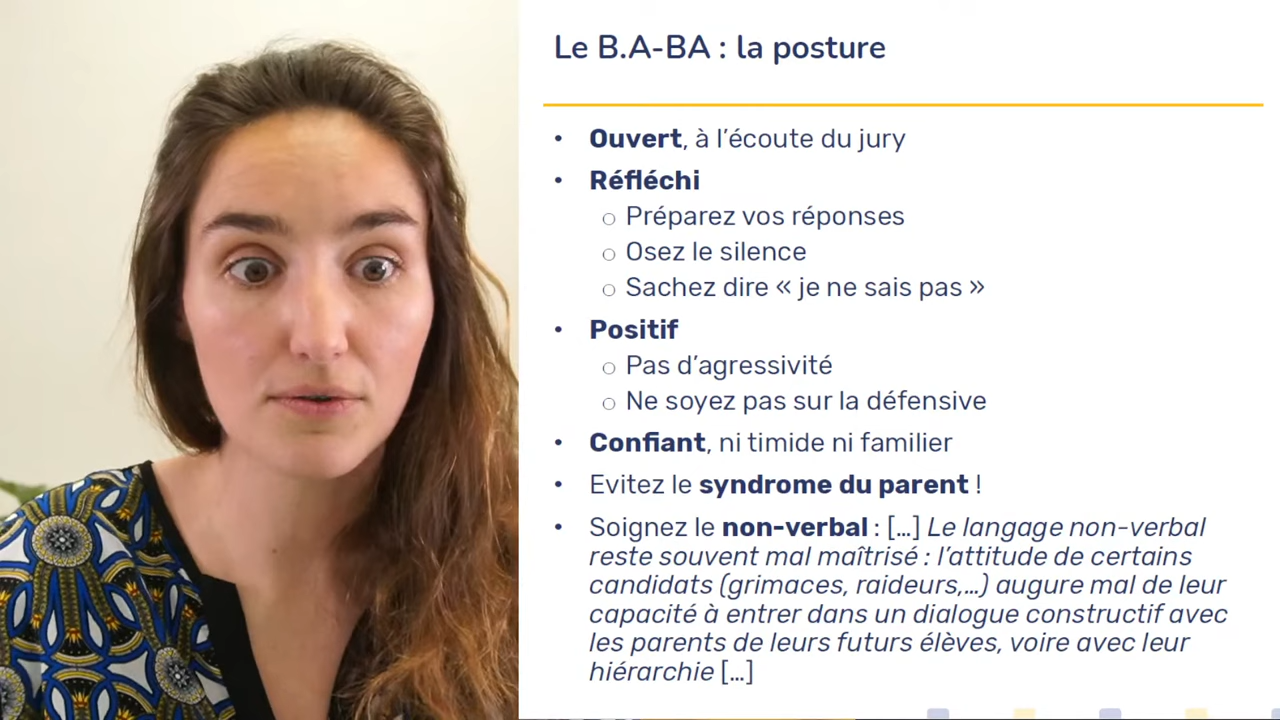 Le B.A-BA : la posture
• Ouvert, à l'écoute du jury
• Réfléchi
○ Préparez vos réponses
○ Osez le silence
○ Sachez dire « je ne sais pas »
• Positif
○ Pas d'agressivité
○ Ne soyez pas sur la défensive
• Confiant, ni timide ni familier
• Evitez le syndrome du parent !
• Soignez le non-verbal : [...] Le langage non-verbal
reste souvent mal maîtrisé : l'attitude de certains
candidats (grimaces, raideurs,...) augure mal de leur
capacité à entrer dans un dialogue constructif avec
les parents de leurs futurs élèves, voire avec leur
hiérarchie [...]